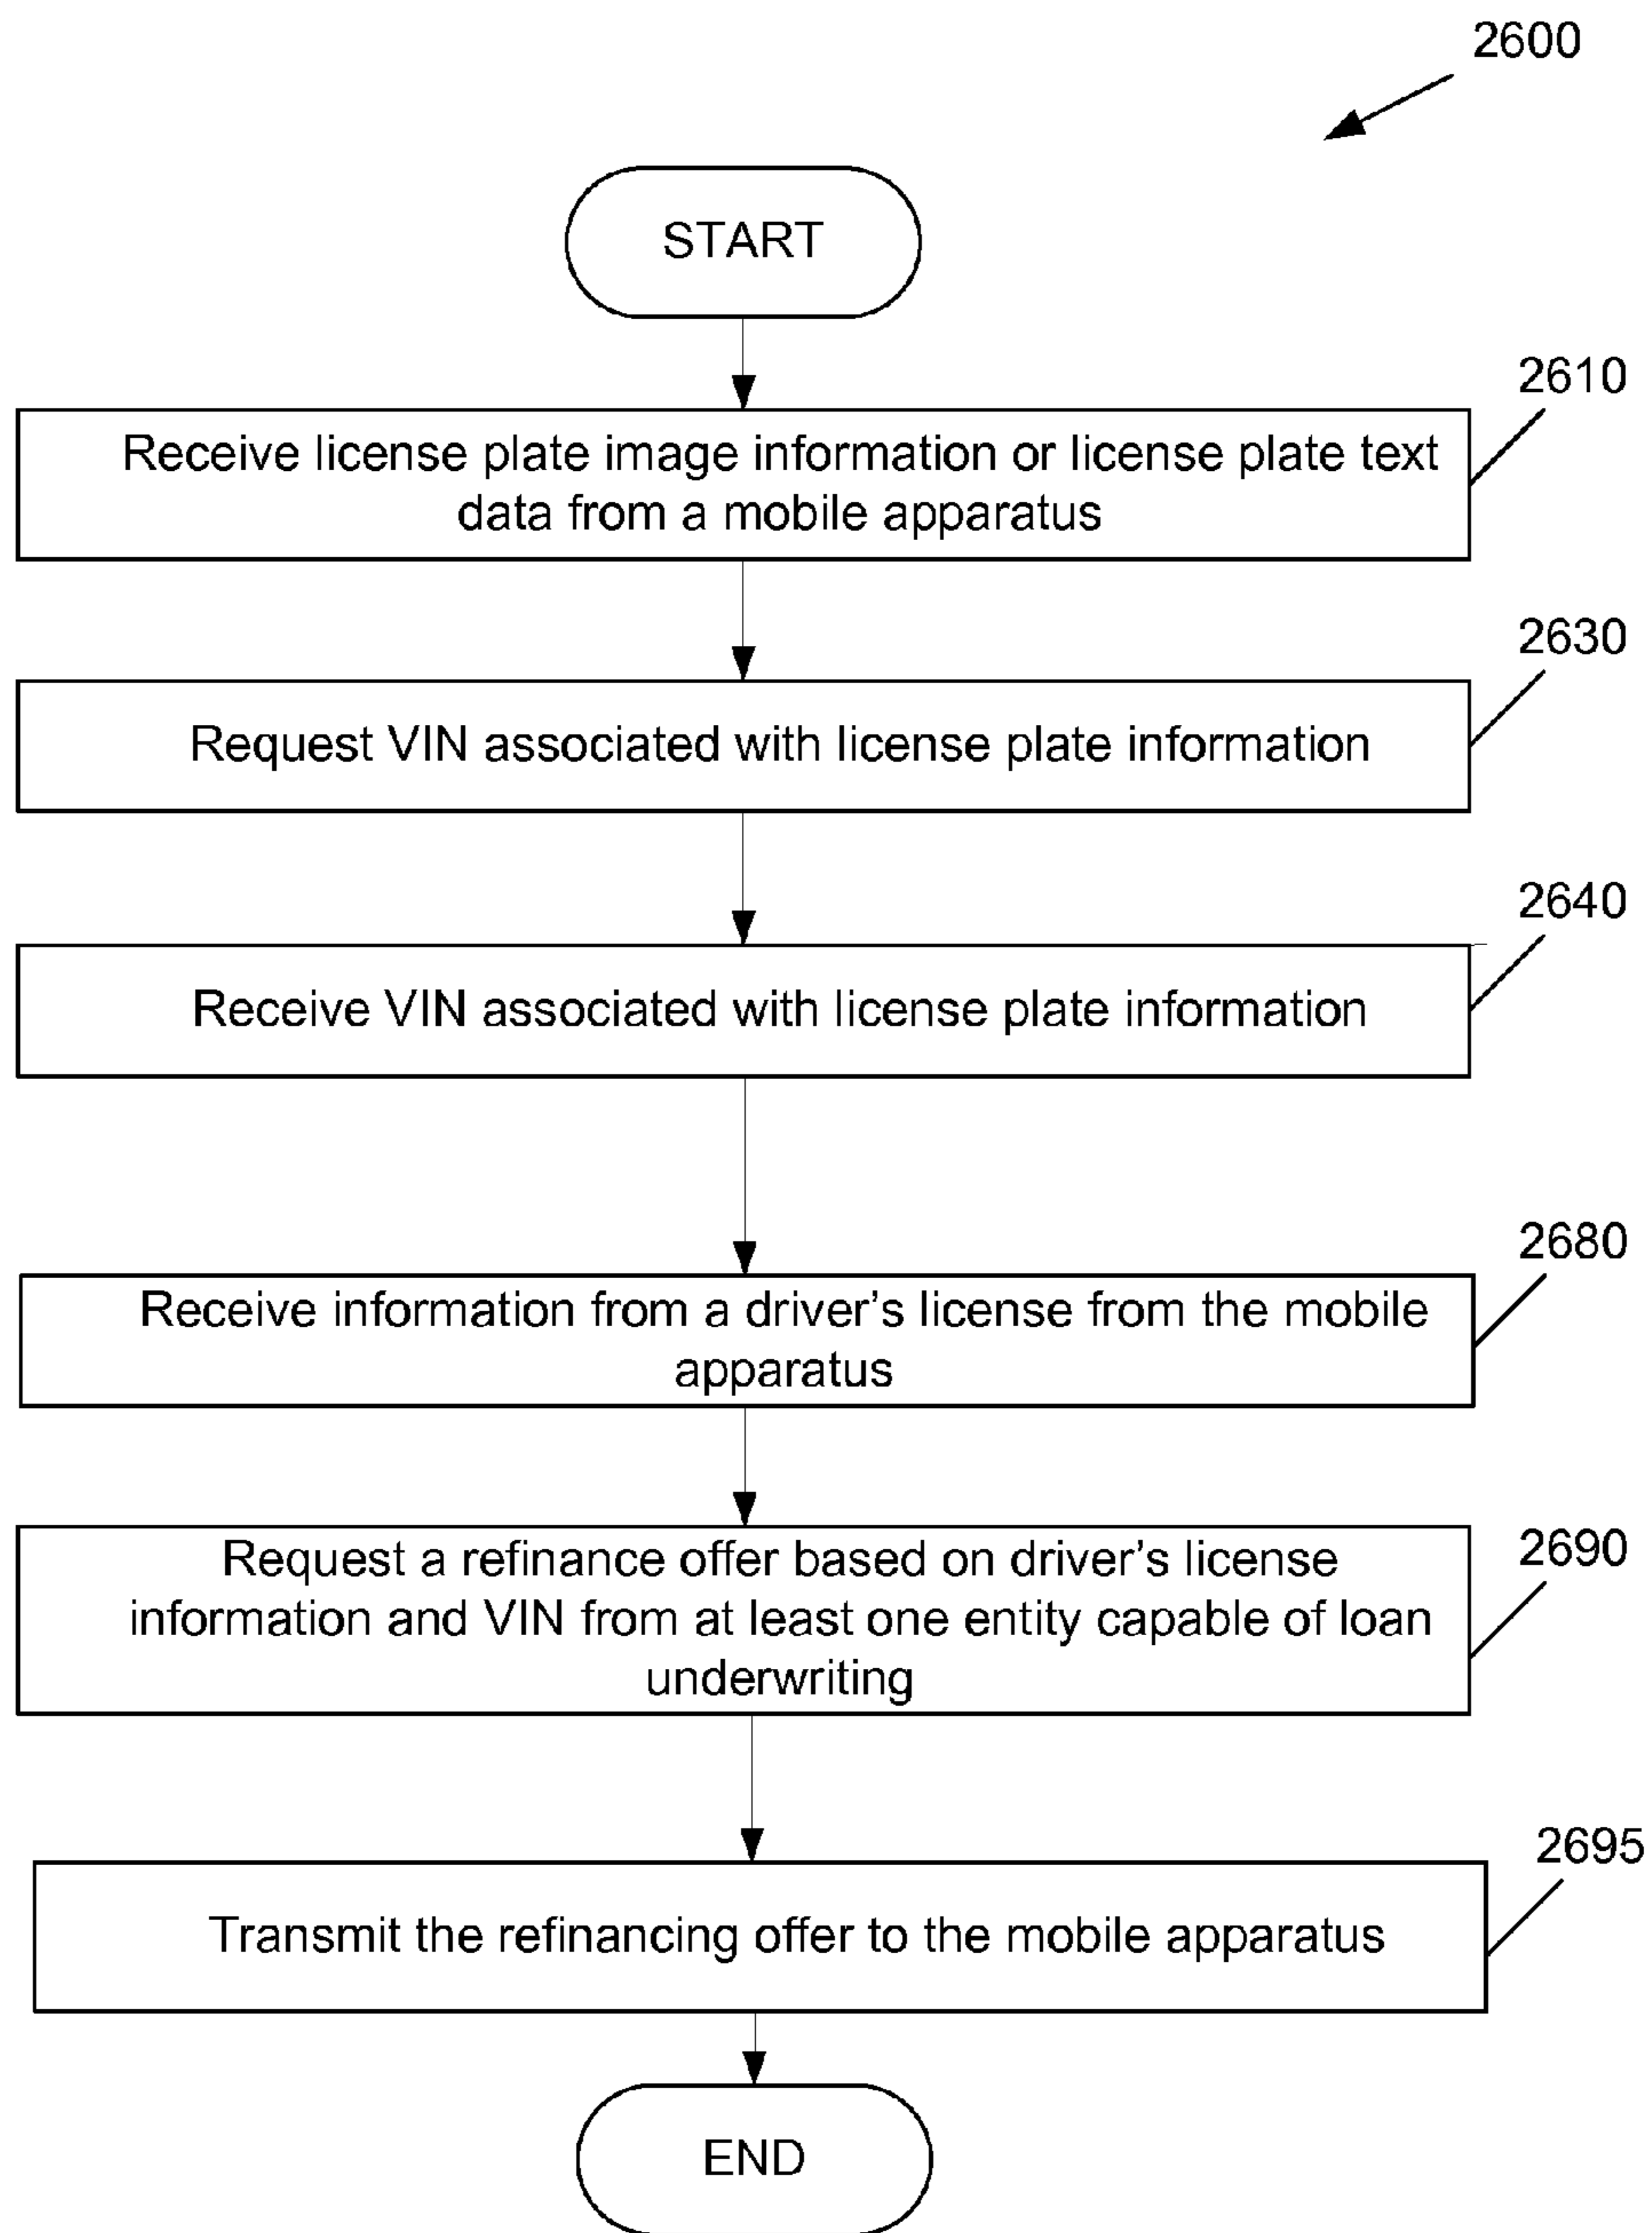 2600
START
2610
Receive license plate image information or license plate text
data from a mobile apparatus
2630
Request VIN associated with license plate information
2640
Receive VIN associated with license plate information
2680
Receive information from a driver's license from the mobile
apparatus
2690
Request a refinance offer based on driver's license
information and VIN from at least one entity capable of loan
underwriting
2695
Transmit the refinancing offer to the mobile apparatus
END